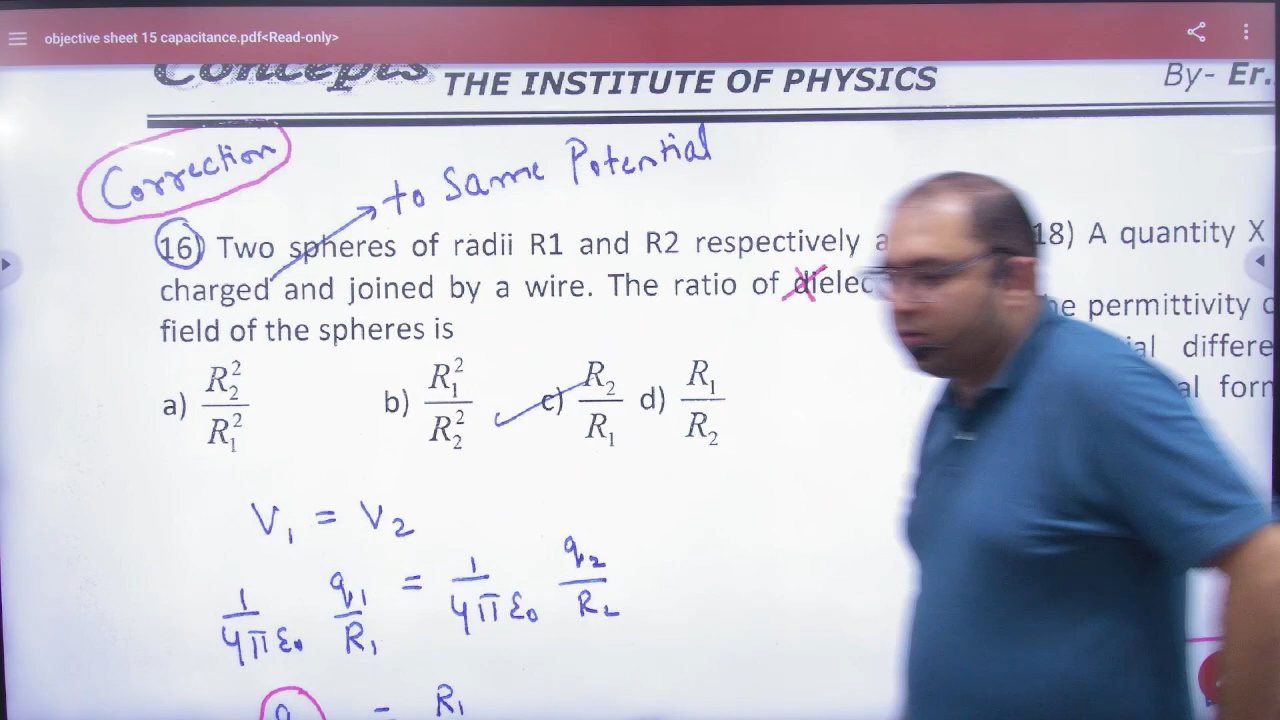 objective sheet 15 capacitance.pdf<Read-only>
Concepts THE INSTITUTE OF PHYSICS By- Er.
Correction
to Same Potential
16) Two spheres of radii R1 and R2 respectively
charged and joined by a wire. The ratio of dielec
field of the spheres is
a) R₂²/R₁² b) R₁²/R₂² c) R₂/R₁ d) R₁/R₂
V₁ = V₂
1/4πε₀ q₁/R₁ = 1/4πε₀ q₂/R₂
q = R₁
18) A quantity X
he permittivity
ial differe
al form